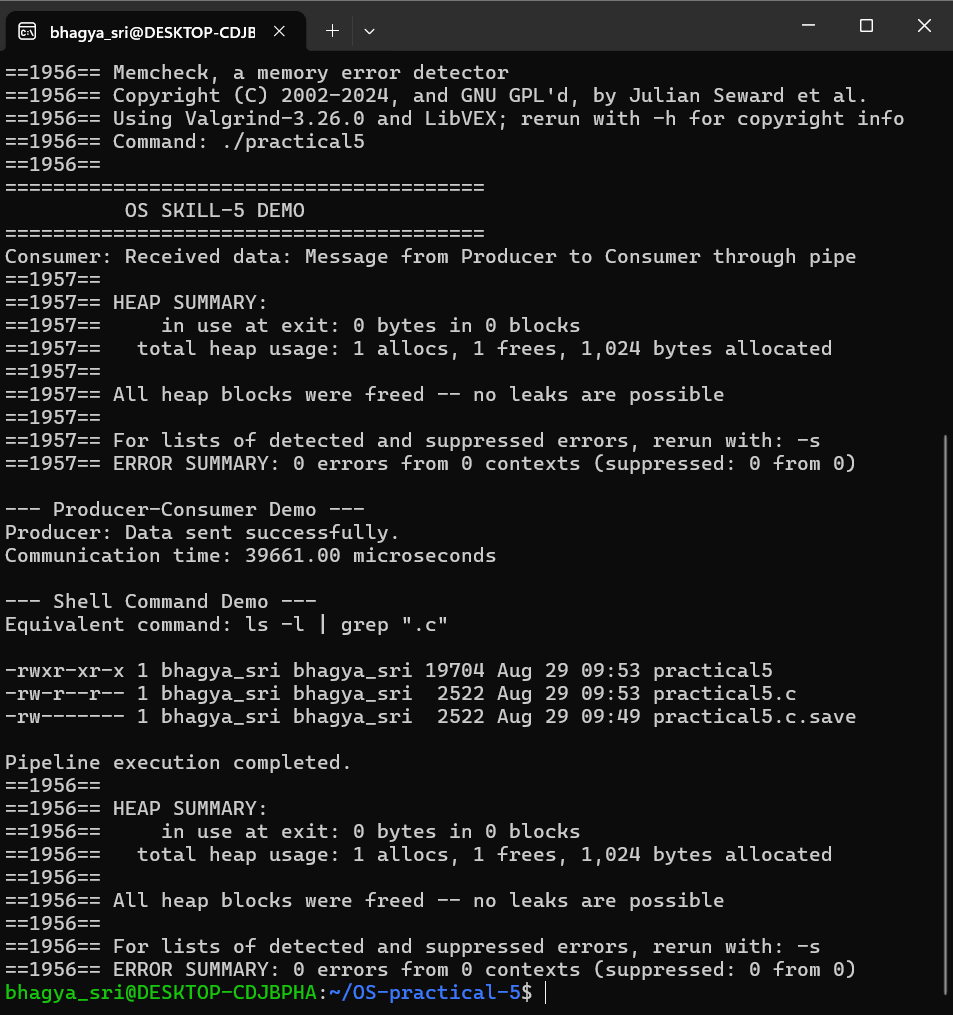 bhagya_sri@DESKTOP-CDJB
==1956== Memcheck, a memory error detector
==1956== Copyright (C) 2002-2024, and GNU GPL'd, by Julian Seward et al.
==1956== Using Valgrind-3.26.0 and LibVEX; rerun with -h for copyright info
==1956== Command: ./practical5
==1956==
========================================
          OS SKILL-5 DEMO
========================================
Consumer: Received data: Message from Producer to Consumer through pipe
==1957==
==1957== HEAP SUMMARY:
==1957==     in use at exit: 0 bytes in 0 blocks
==1957==   total heap usage: 1 allocs, 1 frees, 1,024 bytes allocated
==1957==
==1957== All heap blocks were freed -- no leaks are possible
==1957==
==1957== For lists of detected and suppressed errors, rerun with: -s
==1957== ERROR SUMMARY: 0 errors from 0 contexts (suppressed: 0 from 0)

--- Producer-Consumer Demo ---
Producer: Data sent successfully.
Communication time: 39661.00 microseconds

--- Shell Command Demo ---
Equivalent command: ls -l | grep ".c"

-rwxr-xr-x 1 bhagya_sri bhagya_sri 19704 Aug 29 09:53 practical5
-rw-r--r-- 1 bhagya_sri bhagya_sri  2522 Aug 29 09:53 practical5.c
-rw------- 1 bhagya_sri bhagya_sri  2522 Aug 29 09:49 practical5.c.save

Pipeline execution completed.
==1956==
==1956== HEAP SUMMARY:
==1956==     in use at exit: 0 bytes in 0 blocks
==1956==   total heap usage: 1 allocs, 1 frees, 1,024 bytes allocated
==1956==
==1956== All heap blocks were freed -- no leaks are possible
==1956==
==1956== For lists of detected and suppressed errors, rerun with: -s
==1956== ERROR SUMMARY: 0 errors from 0 contexts (suppressed: 0 from 0)
bhagya_sri@DESKTOP-CDJBPHA:~/OS-practical-5$